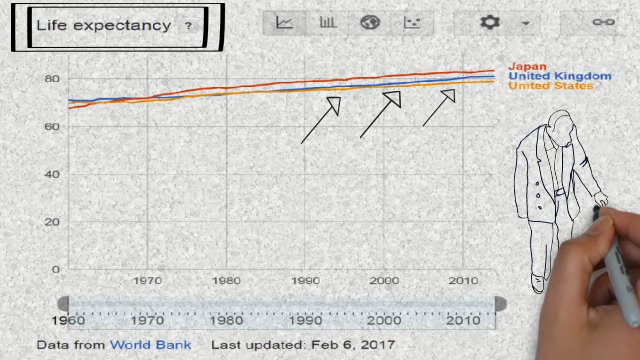 Life expectancy ?
Japan
United Kingdom
United States
80
60
40
20
0
1970 1980 1990 2000 2010
1960 1970 1980 1990 2000 2010
Data from World Bank Last updated: Feb 6, 2017